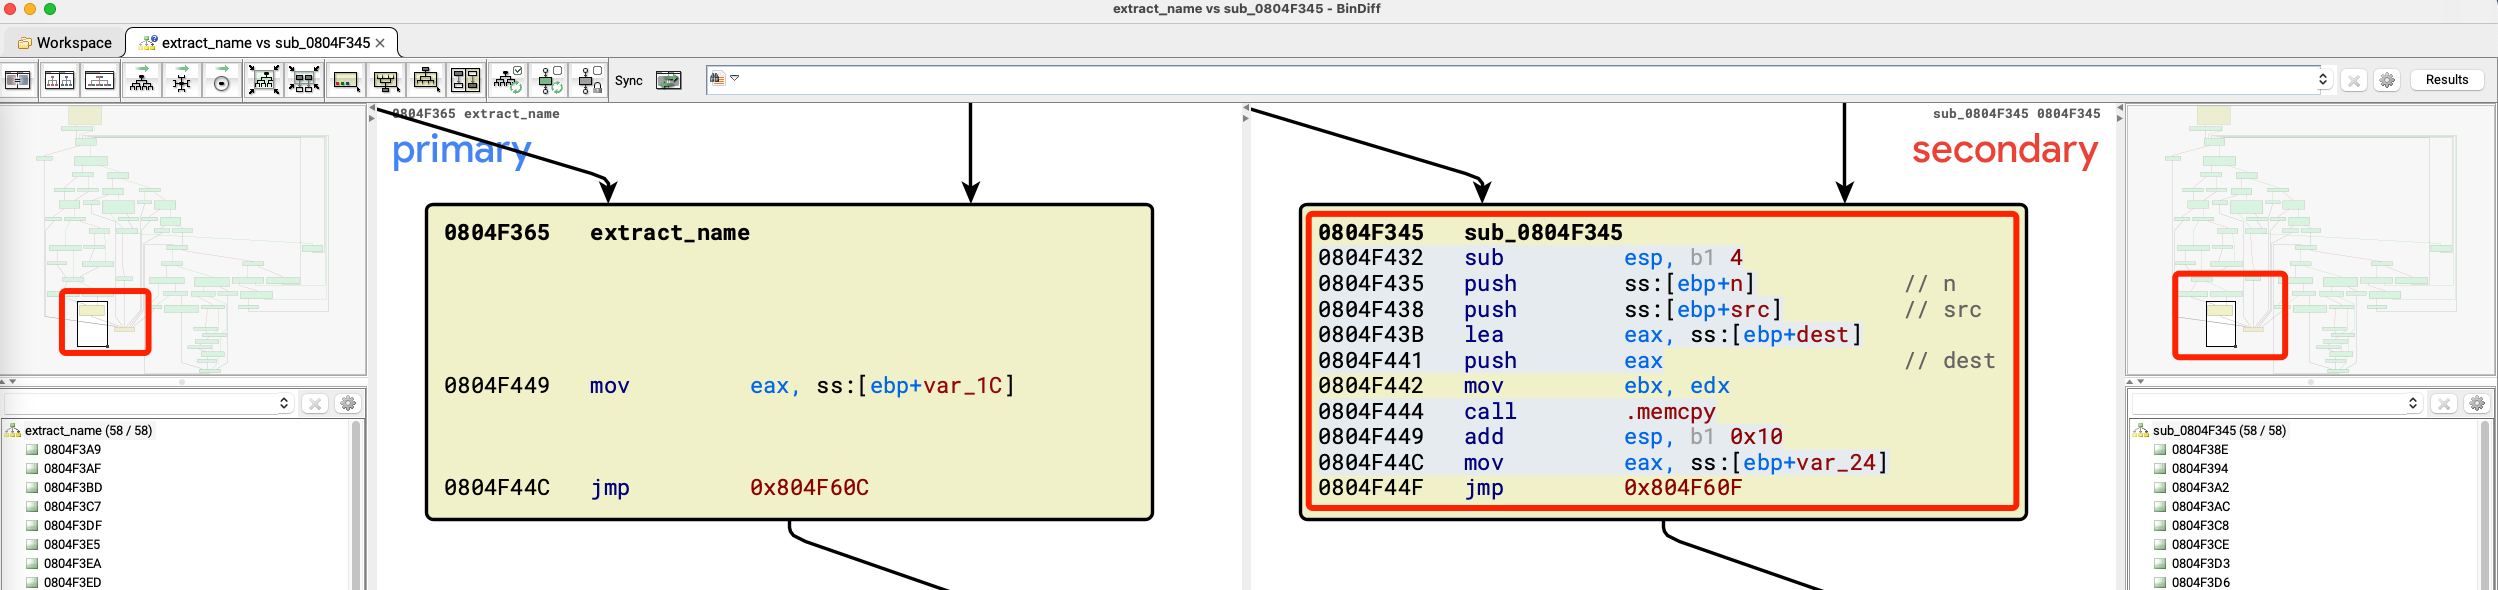 extract_name vs sub_0804F345 - BinDiff
Workspace
extract_name vs sub_0804F345
Sync
Results
0804F365 extract_name
primary
0804F365 extract_name
0804F449 mov eax, ss:[ebp+var_1C]
0804F44C jmp 0x804F60C
sub_0804F345 0804F345
secondary
0804F345 sub_0804F345
0804F432 sub esp, b1 4
0804F435 push ss:[ebp+n] // n
0804F438 push ss:[ebp+src] // src
0804F43B lea eax, ss:[ebp+dest]
0804F441 push eax // dest
0804F442 mov ebx, edx
0804F444 call .memcpy
0804F449 add esp, b1 0x10
0804F44C mov eax, ss:[ebp+var_24]
0804F44F jmp 0x804F60F
extract_name (58 / 58)
0804F3A9
0804F3AF
0804F3BD
0804F3C7
0804F3DF
0804F3E5
0804F3EA
0804F3ED
sub_0804F345 (58 / 58)
0804F38E
0804F394
0804F3A2
0804F3AC
0804F3C8
0804F3CE
0804F3D3
0804F3D6